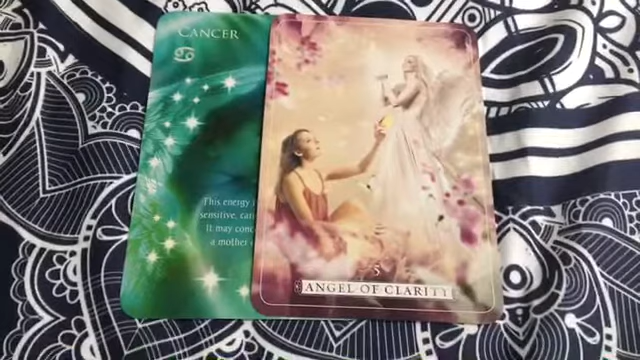 CANCER
♋
This energy
sensitive, car
It may conc
a mother
5
ANGEL OF CLARITY